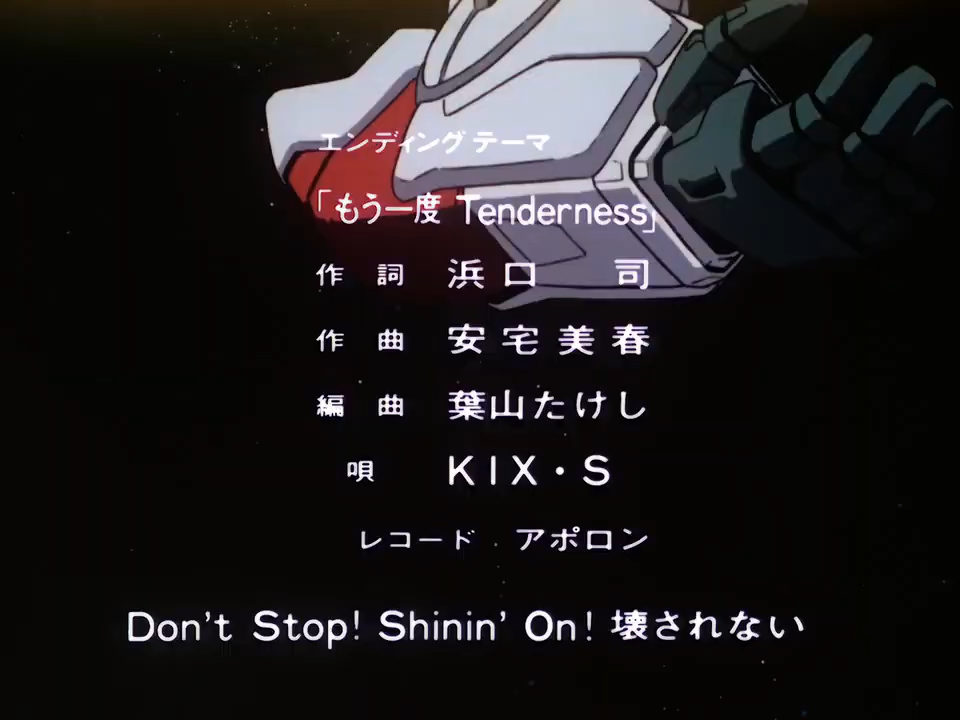 エンディング テーマ
「もう一度 Tenderness」
作 詞 浜 口 司
作 曲 安 宅 美 春
編 曲 葉山たけし
唄 KIX・S
レコード アポロン
Don't Stop! Shinin' On! 壊されない